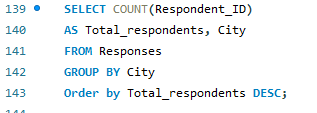 139 SELECT COUNT(Respondent_ID)
140 AS Total_respondents, City
141 FROM Responses
142 GROUP BY City
143 Order by Total_respondents DESC;